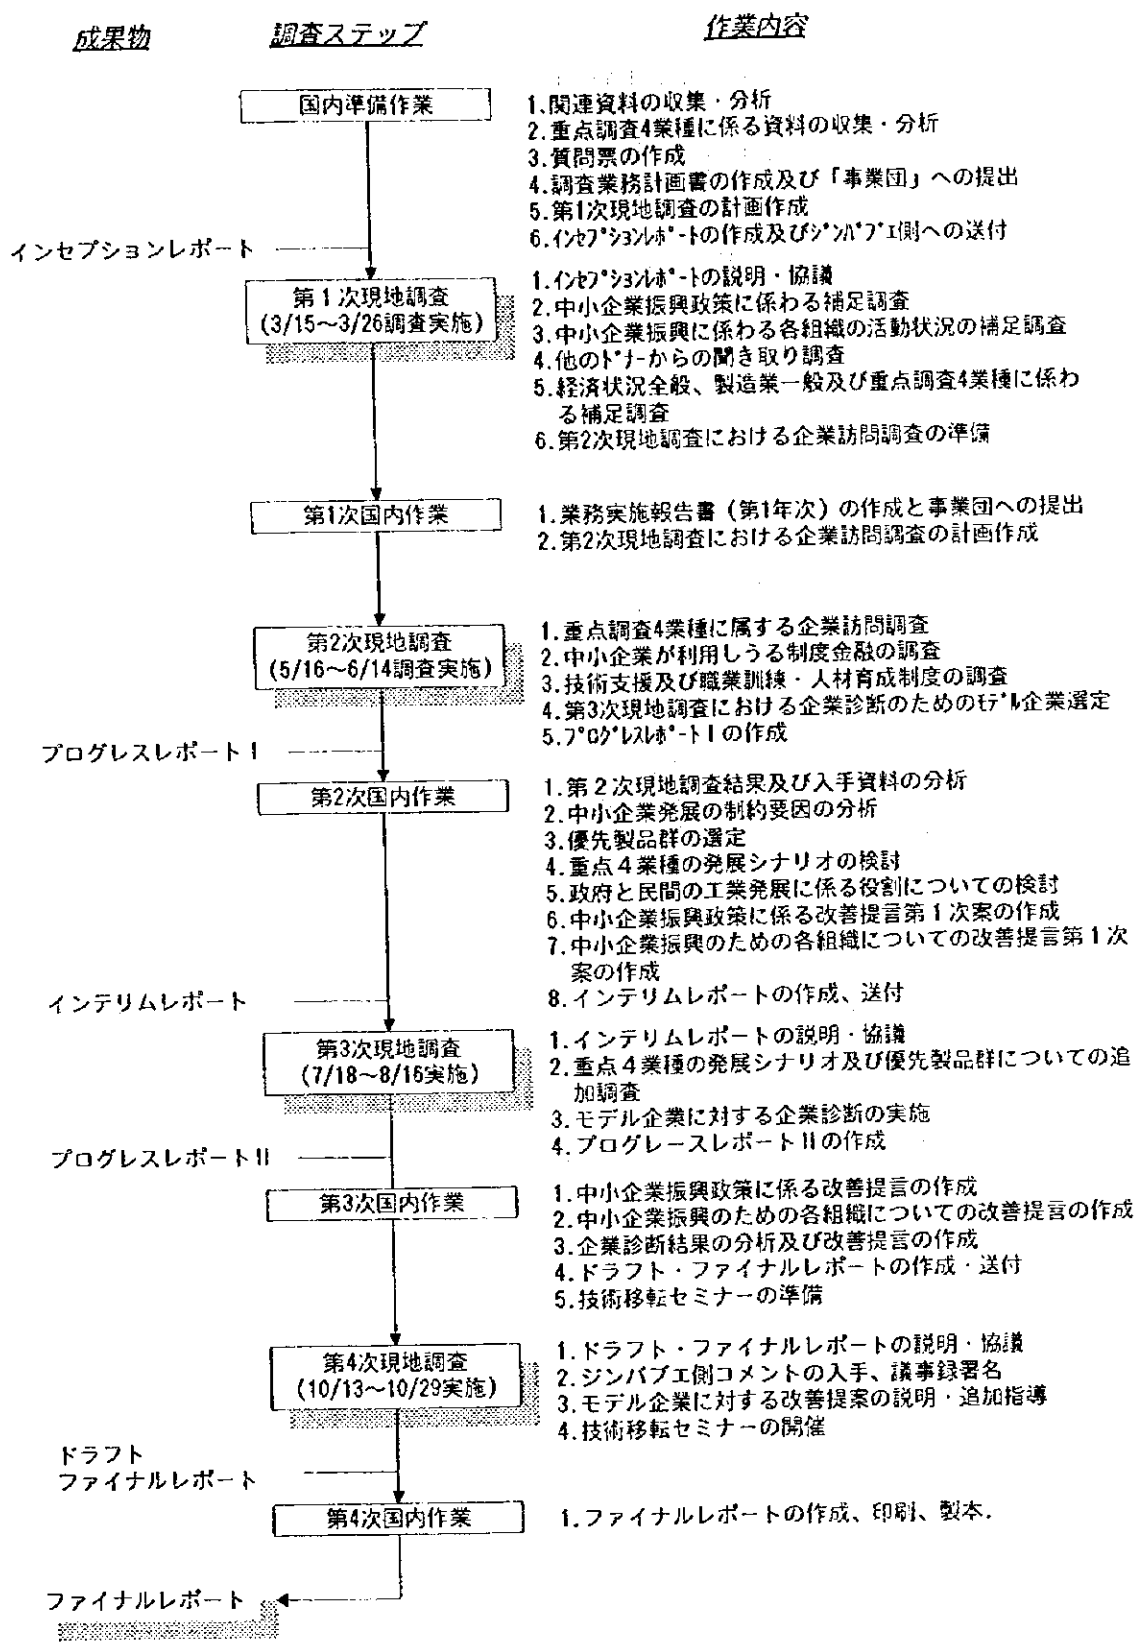 成果物 調査ステップ 作業内容
国内準備作業
1.関連資料の収集・分析
2.重点調査4業種に係る資料の収集・分析
3.質問票の作成
4.調査業務計画書の作成及び「事業団」への提出
5.第1次現地調査の計画作成
6.インセプションレポートの作成及びジンバブエ側への送付
インセプションレポート
第1次現地調査
(3/15～3/26調査実施)
1.インセプションレポートの説明・協議
2.中小企業振興政策に係わる補足調査
3.中小企業振興に係わる各組織の活動状況の補足調査
4.他のドナーからの聞き取り調査
5.経済状況全般、製造業一般及び重点調査4業種に係わ
る補足調査
6.第2次現地調査における企業訪問調査の準備
第1次国内作業
1.業務実施報告書（第1年次）の作成と事業団への提出
2.第2次現地調査における企業訪問調査の計画作成
第2次現地調査
(5/16～6/14調査実施)
1.重点調査4業種に属する企業訪問調査
2.中小企業が利用しうる制度金融の調査
3.技術支援及び職業訓練・人材育成制度の調査
4.第3次現地調査における企業診断のためのモデル企業選定
5.プログレスレポートIの作成
プログレスレポートI
第2次国内作業
1.第2次現地調査結果及び入手資料の分析
2.中小企業発展の制約要因の分析
3.優先製品群の選定
4.重点4業種の発展シナリオの検討
5.政府と民間の工業発展に係る役割についての検討
6.中小企業振興政策に係る改善提言第1次案の作成
7.中小企業振興のための各組織についての改善提言第1次
案の作成
8.インテリムレポートの作成、送付
インテリムレポート
第3次現地調査
(7/18～8/16実施)
1.インテリムレポートの説明・協議
2.重点4業種の発展シナリオ及び優先製品群についての追
加調査
3.モデル企業に対する企業診断の実施
4.プログレースレポートIIの作成
プログレスレポートII
第3次国内作業
1.中小企業振興政策に係る改善提言の作成
2.中小企業振興のための各組織についての改善提言の作成
3.企業診断結果の分析及び改善提言の作成
4.ドラフト・ファイナルレポートの作成・送付
5.技術移転セミナーの準備
第4次現地調査
(10/13～10/29実施)
1.ドラフト・ファイナルレポートの説明・協議
2.ジンバブエ側コメントの入手、議事録署名
3.モデル企業に対する改善提案の説明・追加指導
4.技術移転セミナーの開催
ドラフト
ファイナルレポート
第4次国内作業
1.ファイナルレポートの作成、印刷、製本.
ファイナルレポート